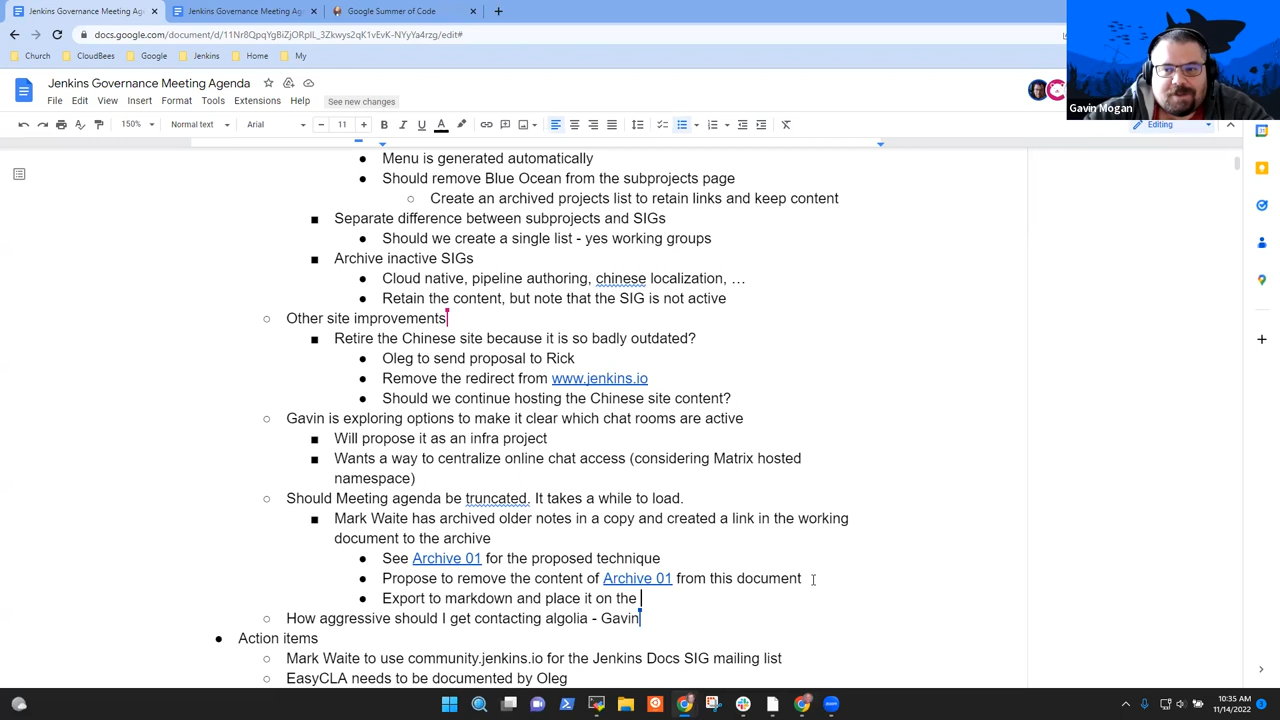 Jenkins Governance Meeting Age
Jenkins Governance Meeting Age
Google Summer of Code
docs.google.com/document/d/11Nr8QpqYgBiZjORpIL_3Zkwys2qK1vEvK-NYyYs4rzg/edit#
Church
CloudBees
Google
Jenkins
Home
My
Jenkins Governance Meeting Agenda
File Edit View Insert Format Tools Extensions Help See new changes
Gavin Mogan
150% Normal text Arial 11
Editing
Menu is generated automatically
Should remove Blue Ocean from the subprojects page
Create an archived projects list to retain links and keep content
Separate difference between subprojects and SIGs
Should we create a single list - yes working groups
Archive inactive SIGs
Cloud native, pipeline authoring, chinese localization, …
Retain the content, but note that the SIG is not active
Other site improvements
Retire the Chinese site because it is so badly outdated?
Oleg to send proposal to Rick
Remove the redirect from www.jenkins.io
Should we continue hosting the Chinese site content?
Gavin is exploring options to make it clear which chat rooms are active
Will propose it as an infra project
Wants a way to centralize online chat access (considering Matrix hosted
namespace)
Should Meeting agenda be truncated. It takes a while to load.
Mark Waite has archived older notes in a copy and created a link in the working
document to the archive
See Archive 01 for the proposed technique
Propose to remove the content of Archive 01 from this document
Export to markdown and place it on the
How aggressive should I get contacting algolia - Gavin
Action items
Mark Waite to use community.jenkins.io for the Jenkins Docs SIG mailing list
EasyCLA needs to be documented by Oleg
10:35 AM
11/14/2022